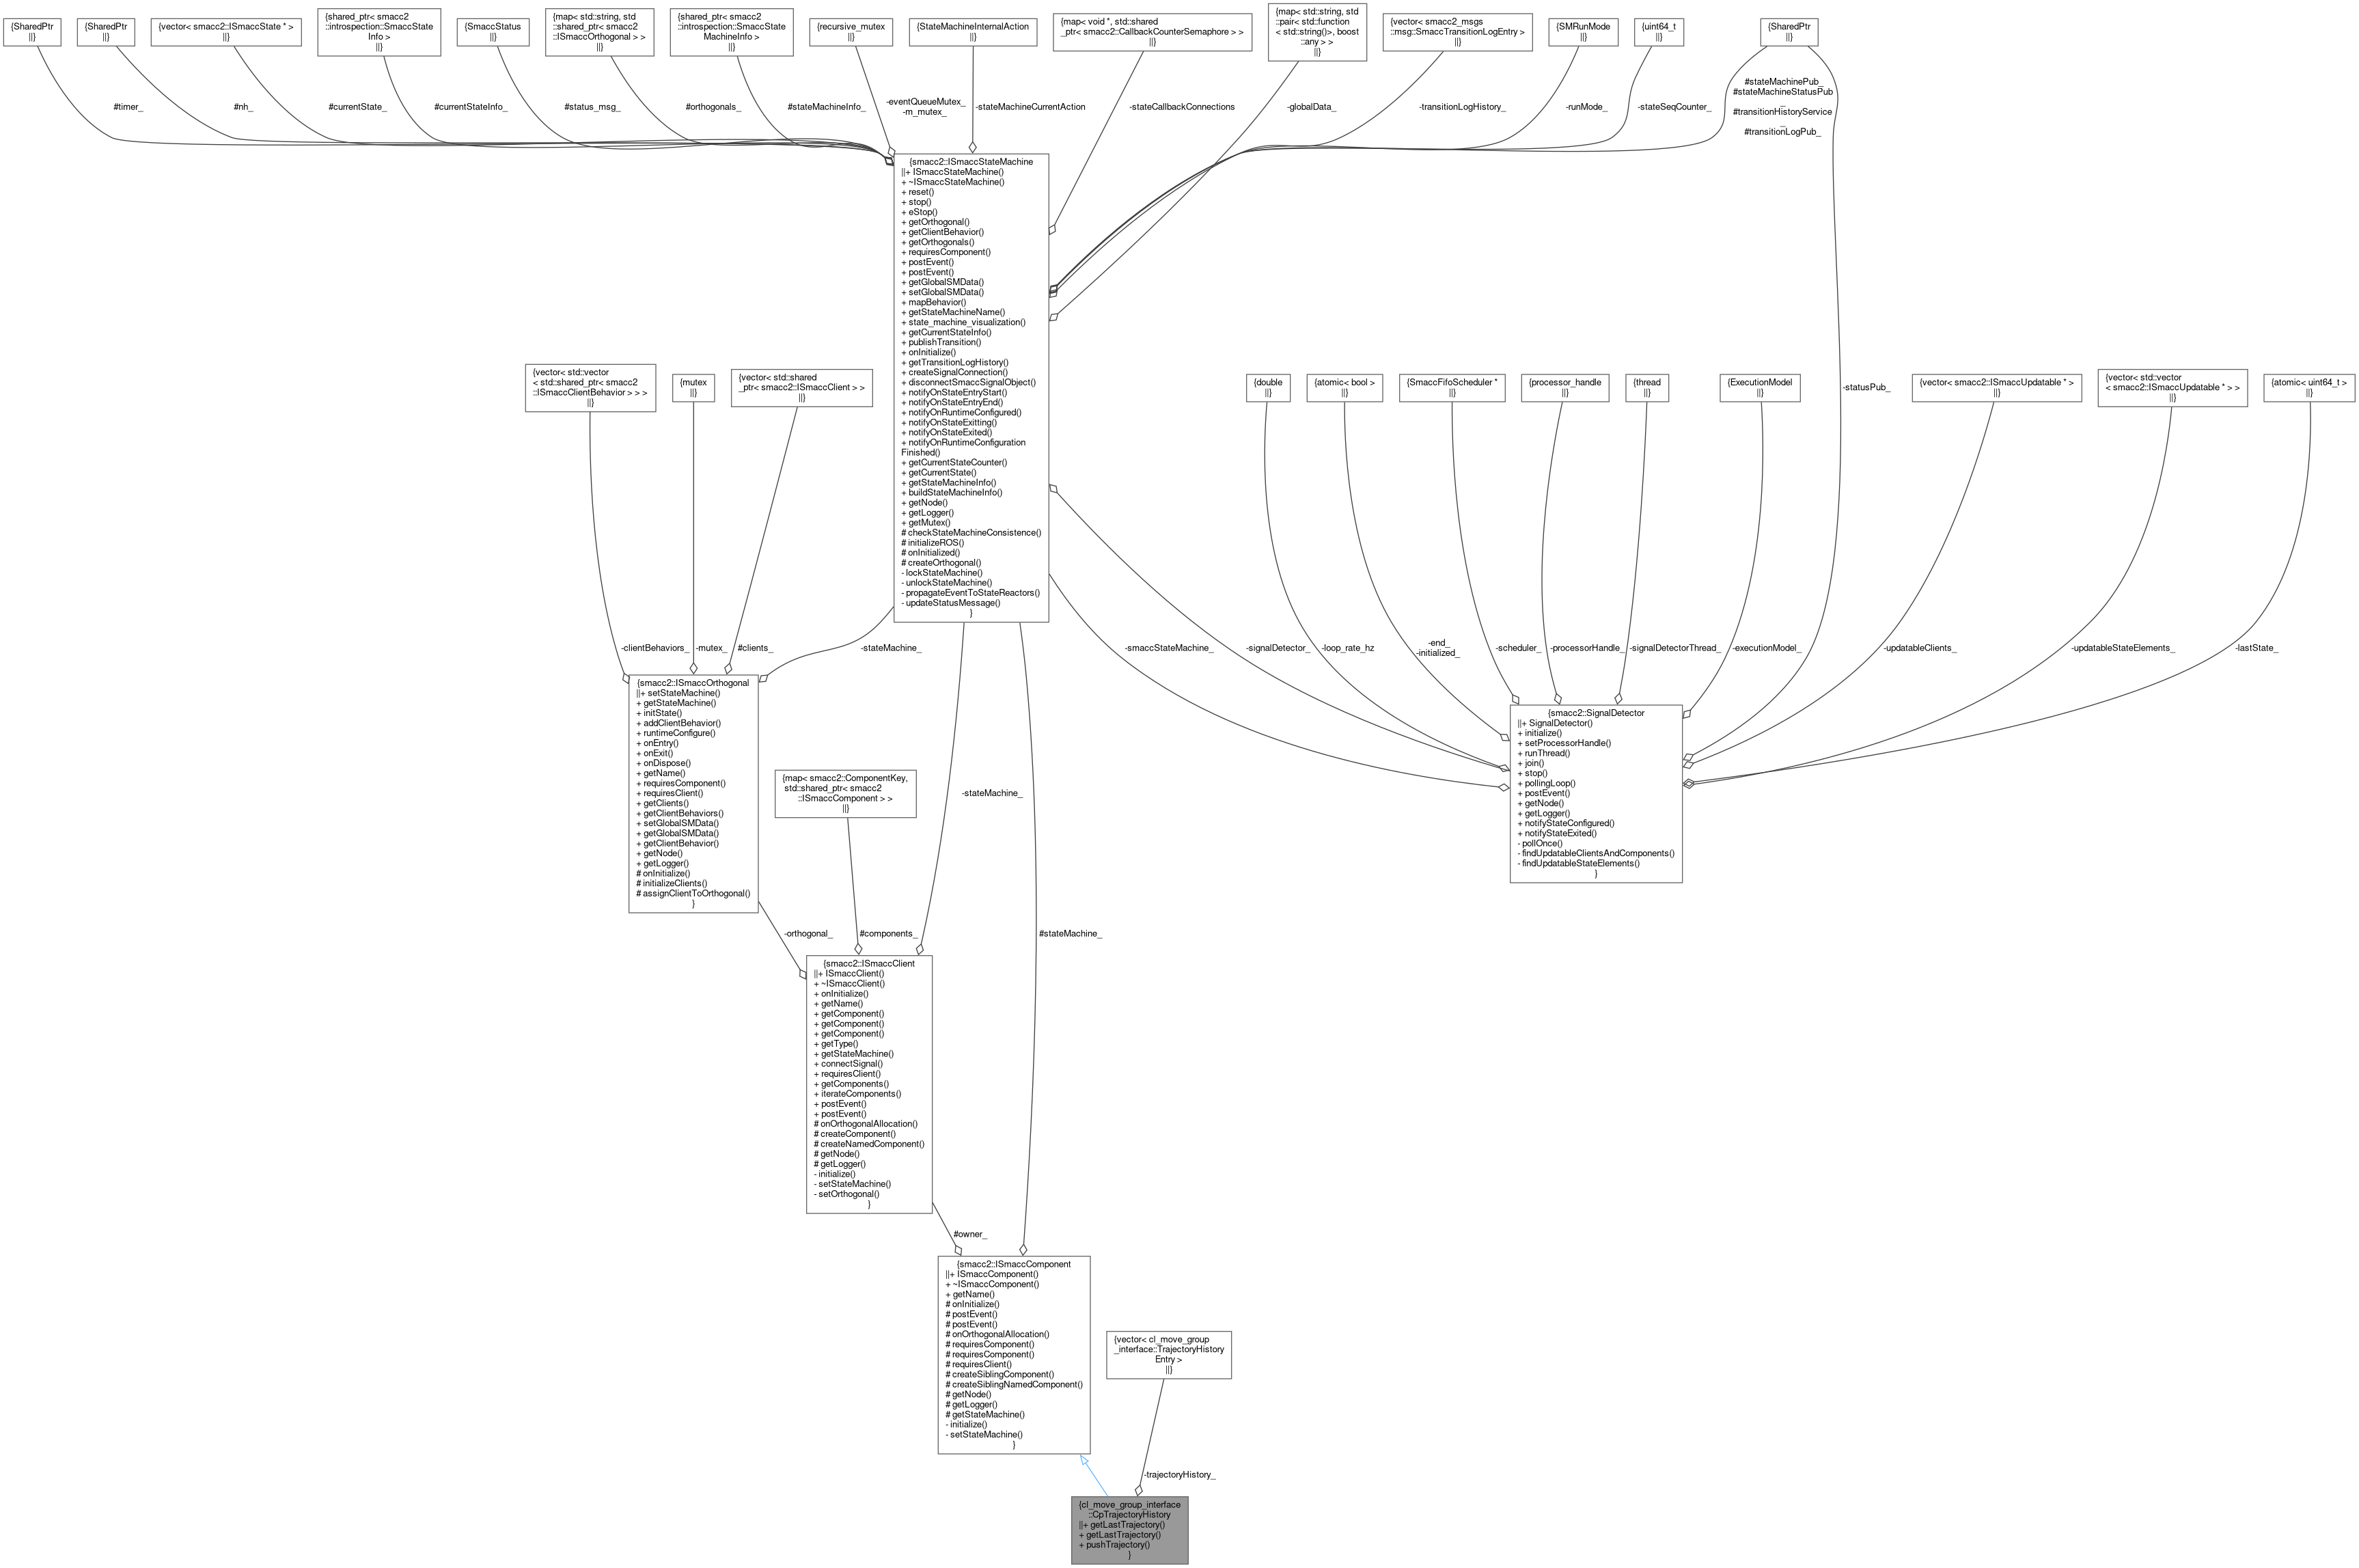 {SharedPtr
||}
{SharedPtr
||}
{vector< smacc2::ISmaccState * >
||}
{shared_ptr< smacc2
::introspection::SmaccState
Info >
||}
{SmaccStatus
||}
{map< std::string, std
::shared_ptr< smacc2
::ISmaccOrthogonal > >
||}
{shared_ptr< smacc2
::introspection::SmaccState
MachineInfo >
||}
{recursive_mutex
||}
{StateMachineInternalAction
||}
{map< void *, std::shared
_ptr< smacc2::CallbackCounterSemaphore > >
||}
{map< std::string, std
::pair< std::function
< std::string()>, boost
::any > >
||}
{vector< smacc2_msgs
::msg::SmaccTransitionLogEntry >
||}
{SMRunMode
||}
{uint64_t
||}
{SharedPtr
||}
#timer_
#nh_
#currentState_
#currentStateInfo_
#status_msg_
#orthogonals_
#stateMachineInfo_
-eventQueueMutex_
-m_mutex_
-stateMachineCurrentAction
-stateCallbackConnections
-globalData_
-transitionLogHistory_
-runMode_
-stateSeqCounter_
#stateMachinePub_
#stateMachineStatusPub
_
#transitionHistoryService
_
#transitionLogPub_
{smacc2::ISmaccStateMachine
||+ ISmaccStateMachine()
+ ~ISmaccStateMachine()
+ reset()
+ stop()
+ eStop()
+ getOrthogonal()
+ getClientBehavior()
+ getOrthogonals()
+ requiresComponent()
+ postEvent()
+ postEvent()
+ getGlobalSMData()
+ setGlobalSMData()
+ mapBehavior()
+ getStateMachineName()
+ state_machine_visualization()
+ getCurrentStateInfo()
+ publishTransition()
+ onInitialize()
+ getTransitionLogHistory()
+ createSignalConnection()
+ disconnectSmaccSignalObject()
+ notifyOnStateEntryStart()
+ notifyOnStateEntryEnd()
+ notifyOnRuntimeConfigured()
+ notifyOnStateExitting()
+ notifyOnStateExited()
+ notifyOnRuntimeConfiguration
Finished()
+ getCurrentStateCounter()
+ getCurrentState()
+ getStateMachineInfo()
+ buildStateMachineInfo()
+ getNode()
+ getLogger()
+ getMutex()
# checkStateMachineConsistence()
# initializeROS()
# onInitialized()
# createOrthogonal()
- lockStateMachine()
- unlockStateMachine()
- propagateEventToStateReactors()
- updateStatusMessage()
}
{vector< std::vector
< std::shared_ptr< smacc2
::ISmaccClientBehavior > > >
||}
{mutex
||}
{vector< std::shared
_ptr< smacc2::ISmaccClient > >
||}
{double
||}
{atomic< bool >
||}
{SmaccFifoScheduler *
||}
{processor_handle
||}
{thread
||}
{ExecutionModel
||}
-statusPub_
{vector< smacc2::ISmaccUpdatable * >
||}
{vector< std::vector
< smacc2::ISmaccUpdatable * > >
||}
{atomic< uint64_t >
||}
-clientBehaviors_
-mutex_
#clients_
-stateMachine_
-smaccStateMachine_
-signalDetector_
-loop_rate_hz
-end_
-initialized_
-scheduler_
-processorHandle_
-signalDetectorThread_
-executionModel_
-updatableClients_
-updatableStateElements_
-lastState_
{smacc2::ISmaccOrthogonal
||+ setStateMachine()
+ getStateMachine()
+ initState()
+ addClientBehavior()
+ runtimeConfigure()
+ onEntry()
+ onExit()
+ onDispose()
+ getName()
+ requiresComponent()
+ requiresClient()
+ getClients()
+ getClientBehaviors()
+ setGlobalSMData()
+ getGlobalSMData()
+ getClientBehavior()
+ getNode()
+ getLogger()
# onInitialize()
# initializeClients()
# assignClientToOrthogonal()
}
{smacc2::SignalDetector
||+ SignalDetector()
+ initialize()
+ setProcessorHandle()
+ runThread()
+ join()
+ stop()
+ pollingLoop()
+ postEvent()
+ getNode()
+ getLogger()
+ notifyStateConfigured()
+ notifyStateExited()
- pollOnce()
- findUpdatableClientsAndComponents()
- findUpdatableStateElements()
}
{map< smacc2::ComponentKey,
std::shared_ptr< smacc2
::ISmaccComponent > >
||}
-stateMachine_
-orthogonal_
#components_
#stateMachine_
{smacc2::ISmaccClient
||+ ISmaccClient()
+ ~ISmaccClient()
+ onInitialize()
+ getName()
+ getComponent()
+ getComponent()
+ getComponent()
+ getType()
+ getStateMachine()
+ connectSignal()
+ requiresClient()
+ getComponents()
+ iterateComponents()
+ postEvent()
+ postEvent()
# onOrthogonalAllocation()
# createComponent()
# createNamedComponent()
# getNode()
# getLogger()
- initialize()
- setStateMachine()
- setOrthogonal()
}
#owner_
{smacc2::ISmaccComponent
||+ ISmaccComponent()
+ ~ISmaccComponent()
+ getName()
# onInitialize()
# postEvent()
# postEvent()
# onOrthogonalAllocation()
# requiresComponent()
# requiresComponent()
# requiresClient()
# createSiblingComponent()
# createSiblingNamedComponent()
# getNode()
# getLogger()
# getStateMachine()
- initialize()
- setStateMachine()
}
{vector< cl_move_group
_interface::TrajectoryHistory
Entry >
||}
-trajectoryHistory_
{cl_move_group_interface
::CpTrajectoryHistory
||+ getLastTrajectory()
+ getLastTrajectory()
+ pushTrajectory()
}